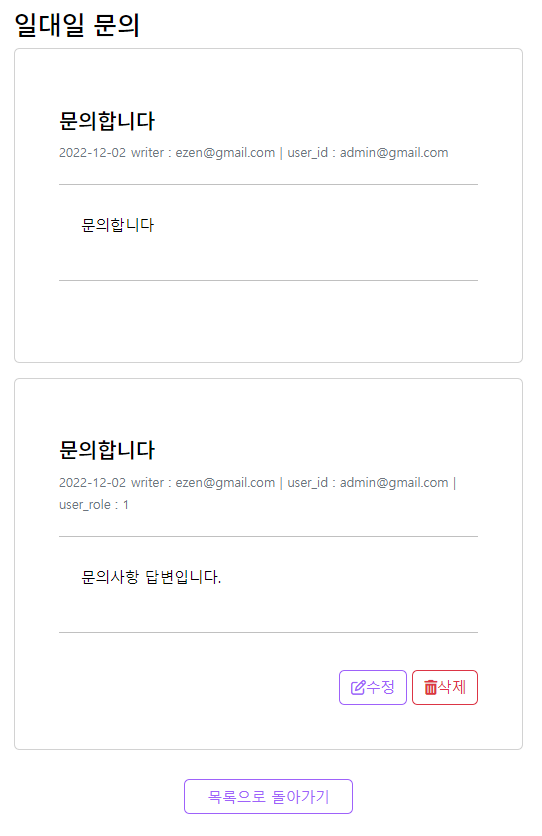 일대일 문의
문의합니다
2022-12-02 writer : ezen@gmail.com | user_id : admin@gmail.com
문의합니다
문의합니다
2022-12-02 writer : ezen@gmail.com | user_id : admin@gmail.com |
user_role : 1
문의사항 답변입니다.
수정 삭제
목록으로 돌아가기